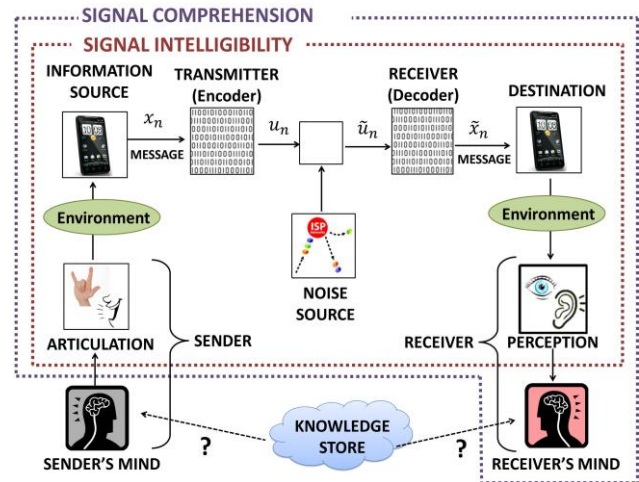 SIGNAL COMPREHENSION
SIGNAL INTELLIGIBILITY
INFORMATION
SOURCE
TRANSMITTER
(Encoder)
RECEIVER
(Decoder)
DESTINATION
xₙ
MESSAGE
uₙ
ũₙ
x̃ₙ
MESSAGE
Environment
ISP
NOISE
SOURCE
Environment
ARTICULATION
SENDER
RECEIVER
PERCEPTION
SENDER'S MIND
?
KNOWLEDGE
STORE
?
RECEIVER'S MIND